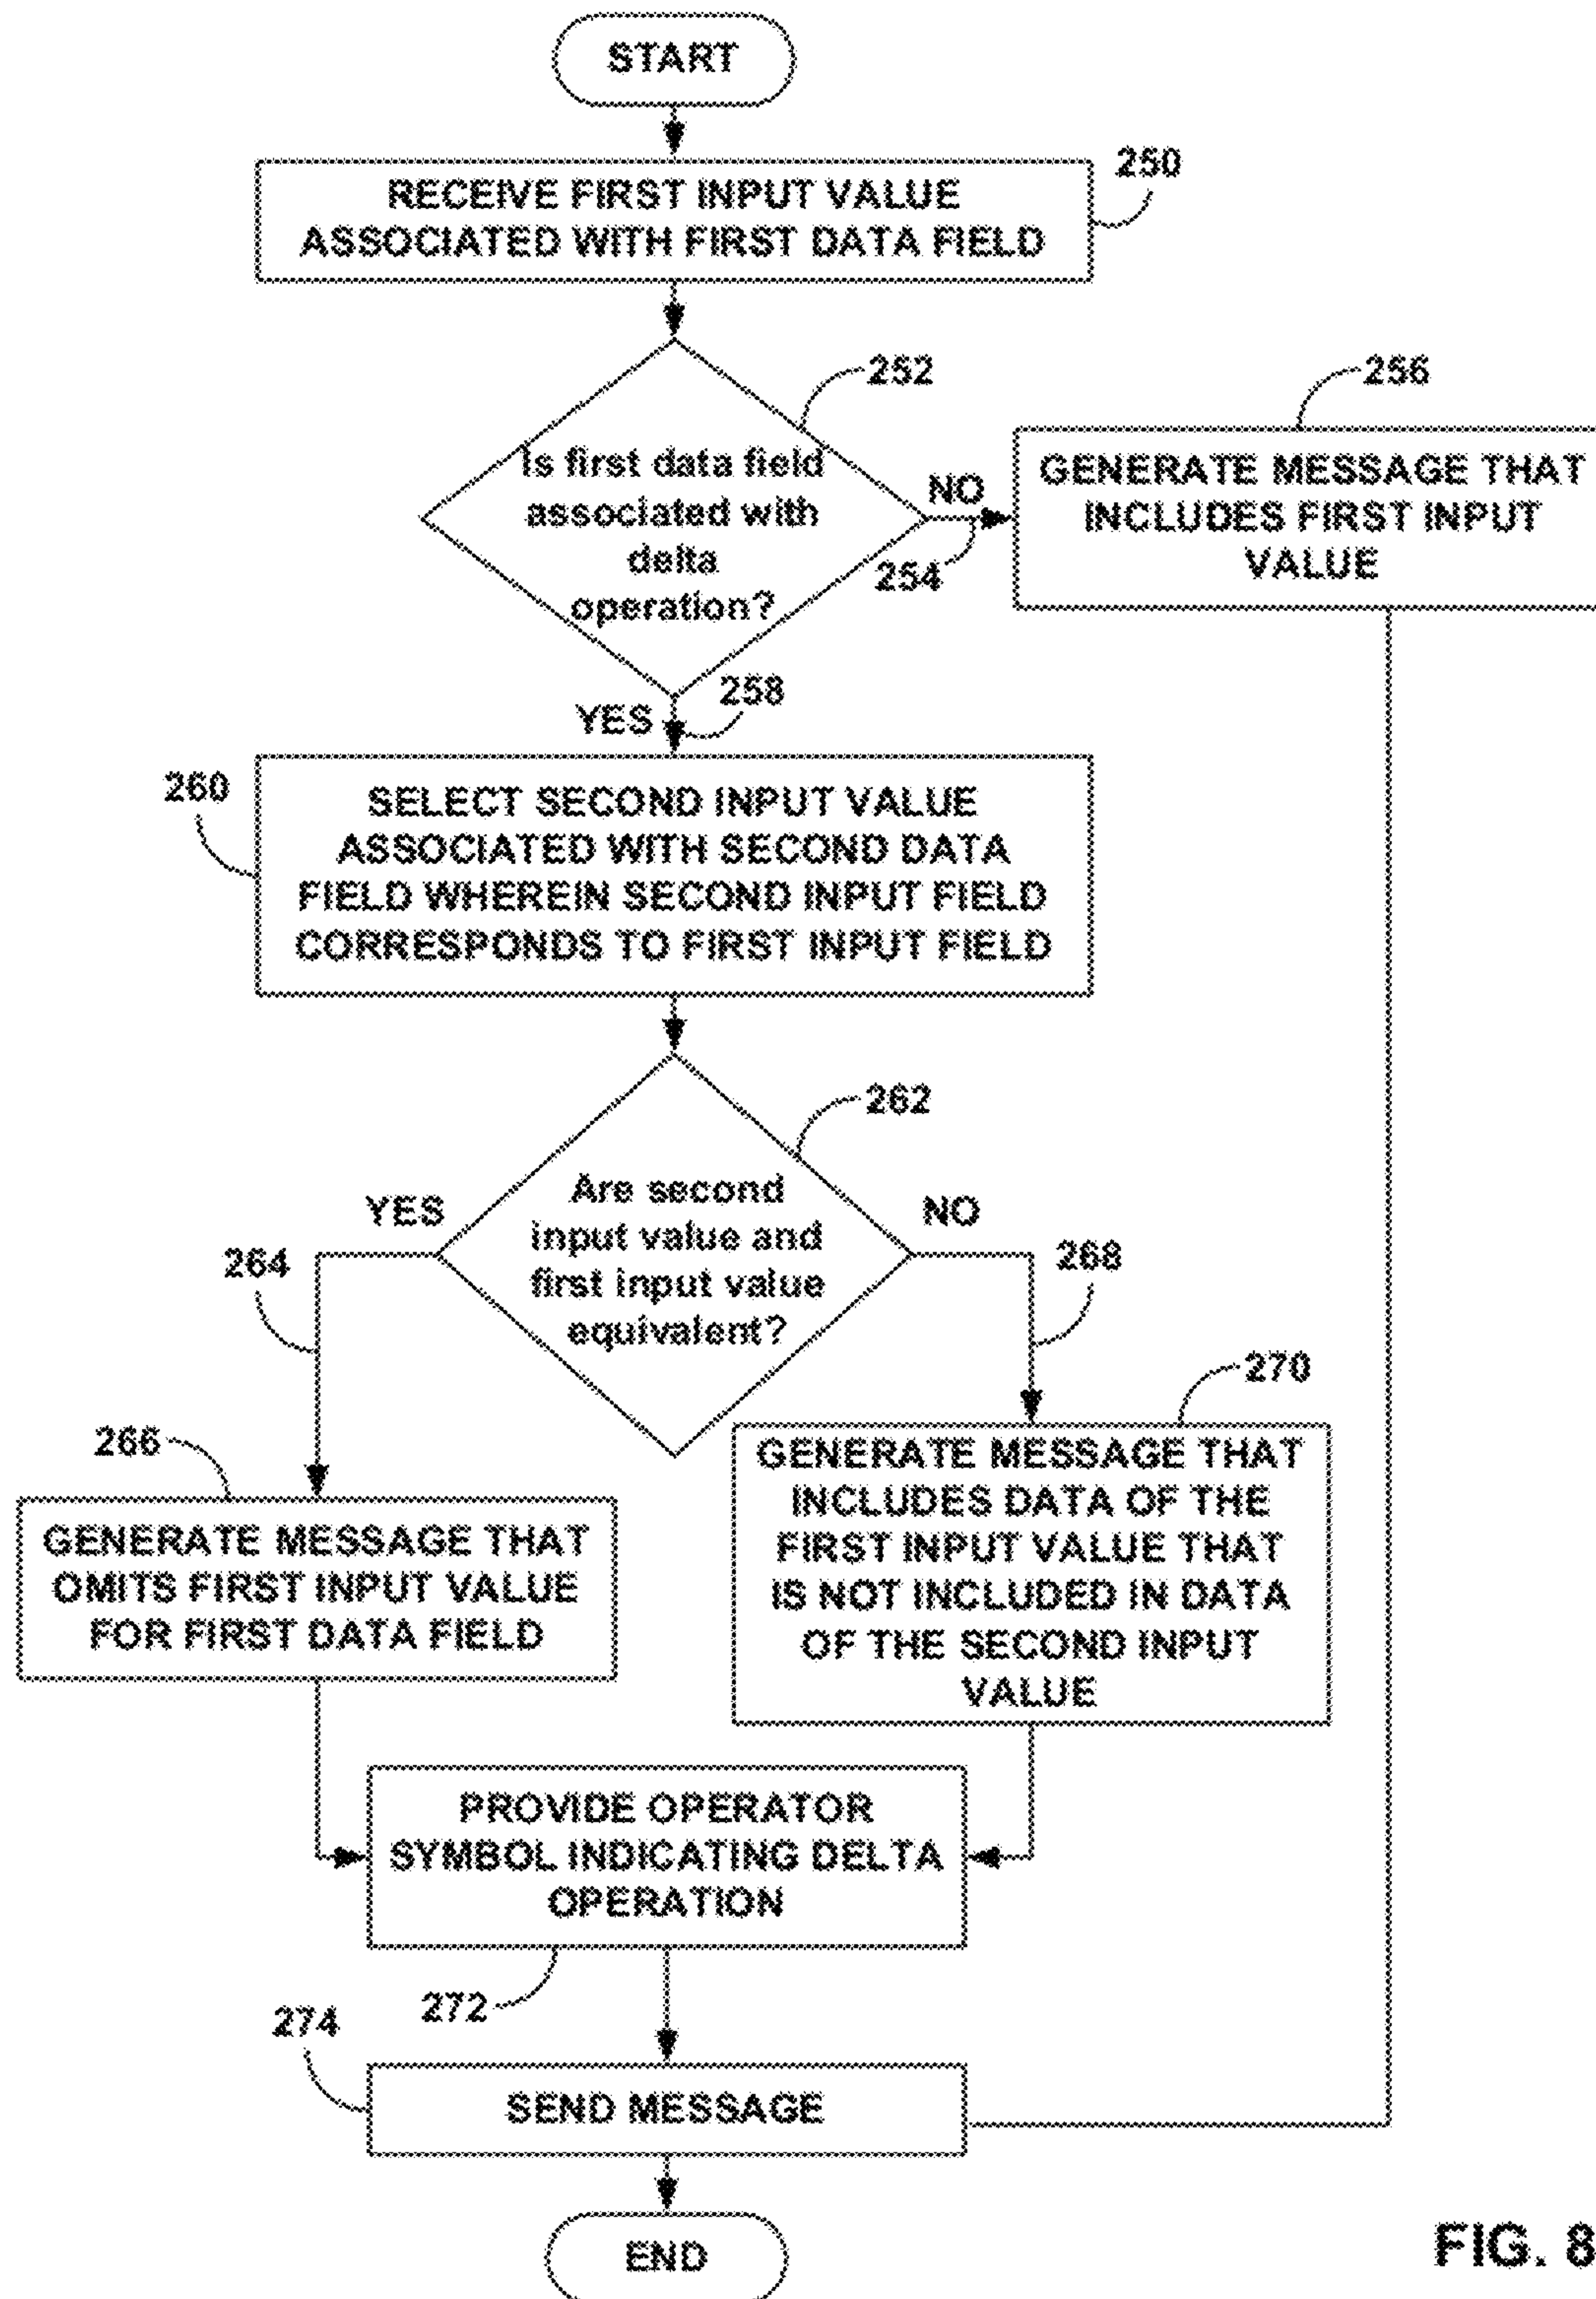 START
250
RECEIVE FIRST INPUT VALUE
ASSOCIATED WITH FIRST DATA FIELD
252
Is first data field
associated with
delta
operation?
NO
254
256
GENERATE MESSAGE THAT
INCLUDES FIRST INPUT
VALUE
YES
258
260
SELECT SECOND INPUT VALUE
ASSOCIATED WITH SECOND DATA
FIELD WHEREIN SECOND INPUT FIELD
CORRESPONDS TO FIRST INPUT FIELD
262
Are second
input value and
first input value
equivalent?
YES
264
NO
268
266
GENERATE MESSAGE THAT
OMITS FIRST INPUT VALUE
FOR FIRST DATA FIELD
270
GENERATE MESSAGE THAT
INCLUDES DATA OF THE
FIRST INPUT VALUE THAT
IS NOT INCLUDED IN DATA
OF THE SECOND INPUT
VALUE
PROVIDE OPERATOR
SYMBOL INDICATING DELTA
OPERATION
272
274
SEND MESSAGE
END
FIG. 8